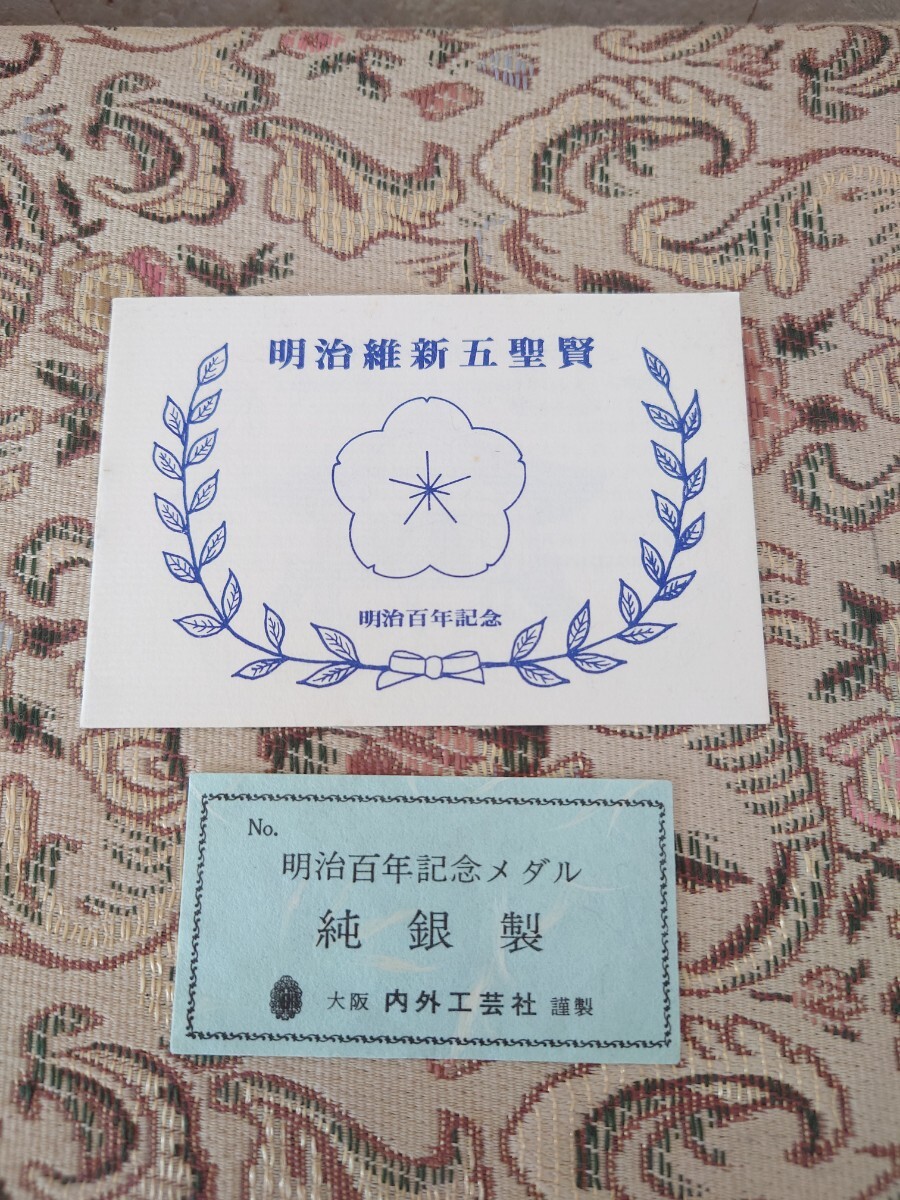 明治維新五聖賢
明治百年記念
No.
明治百年記念メダル
純銀製
大阪 内外工芸社 謹製